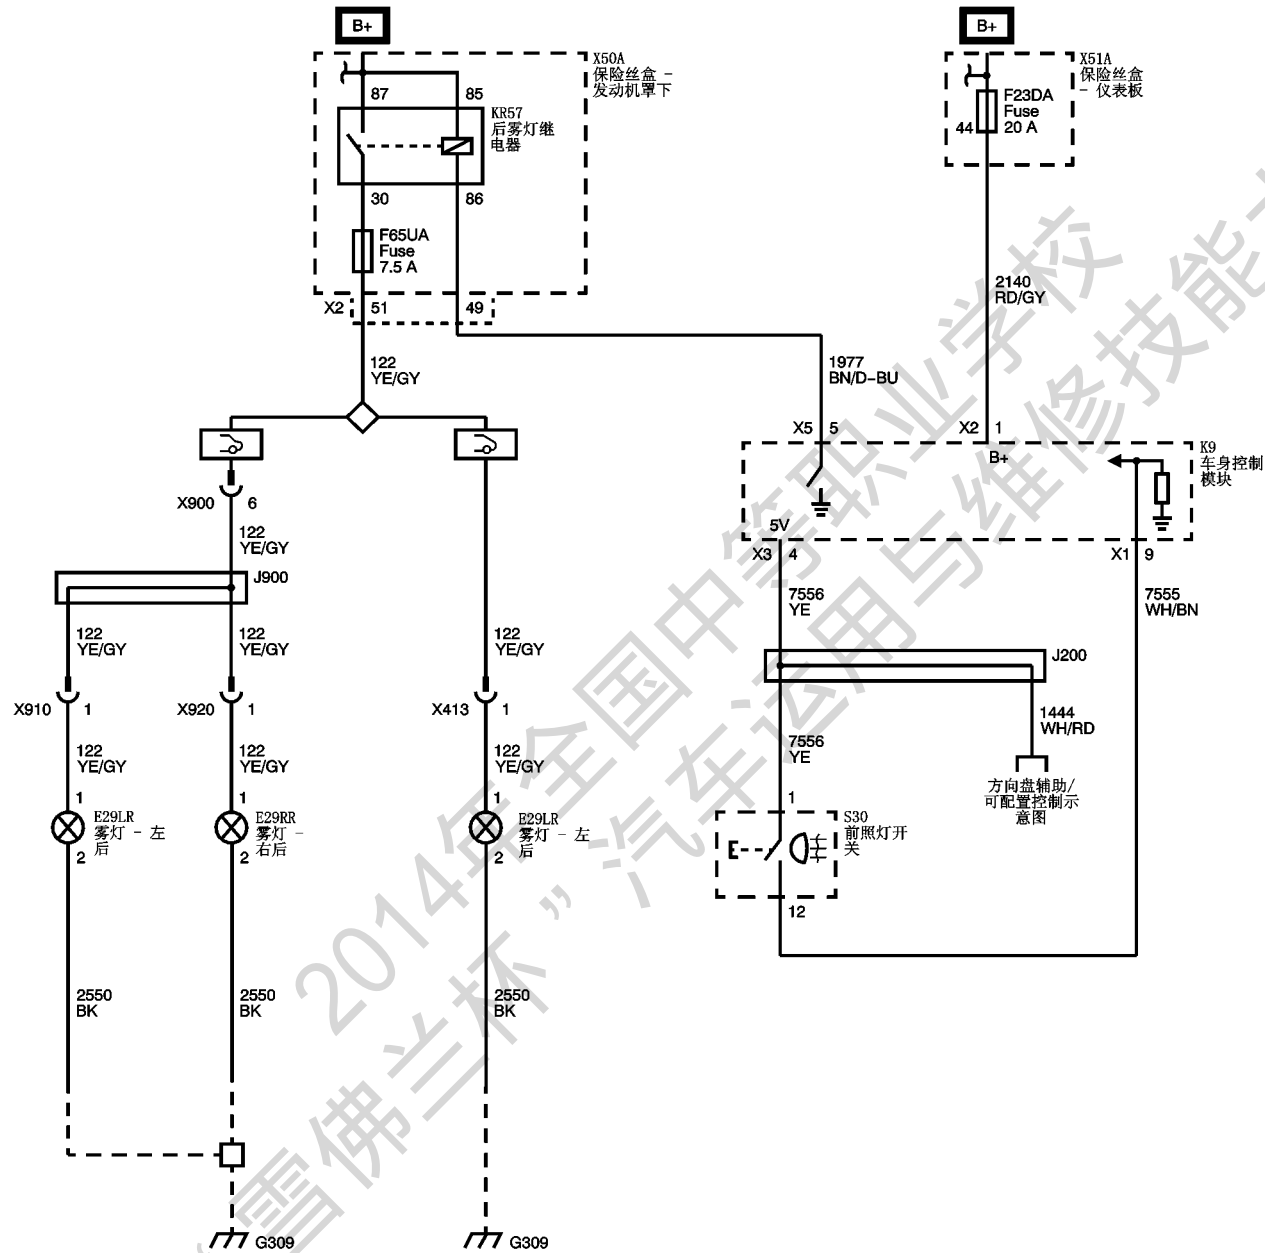 B+
B+
X50A
保险丝盒 -
发动机罩下
X51A
保险丝盒
- 仪表板
87
85
KR57
后雾灯继
电器
F23DA
Fuse
20 A
44
30
86
F65UA
Fuse
7.5 A
X2
51
49
2140
RD/GY
122
YE/GY
1977
BN/D-BU
X5
5
X2
1
B+
K9
车身控制
模块
X900
6
5V
X3
4
X1
9
122
YE/GY
J900
7556
YE
7555
WH/BN
122
YE/GY
122
YE/GY
122
YE/GY
J200
X910
1
X920
1
X413
1
1444
WH/RD
122
YE/GY
122
YE/GY
122
YE/GY
7556
YE
方向盘辅助/
可配置控制示
意图
1
1
1
1
E29LR
雾灯 - 左
后
E29RR
雾灯 -
右后
E29LR
雾灯 - 左
后
S30
前照灯开
关
2
2
2
12
2550
BK
2550
BK
2550
BK
G309
G309
2014年全国中等职业学校
雪佛兰杯”汽车运用与维修技能